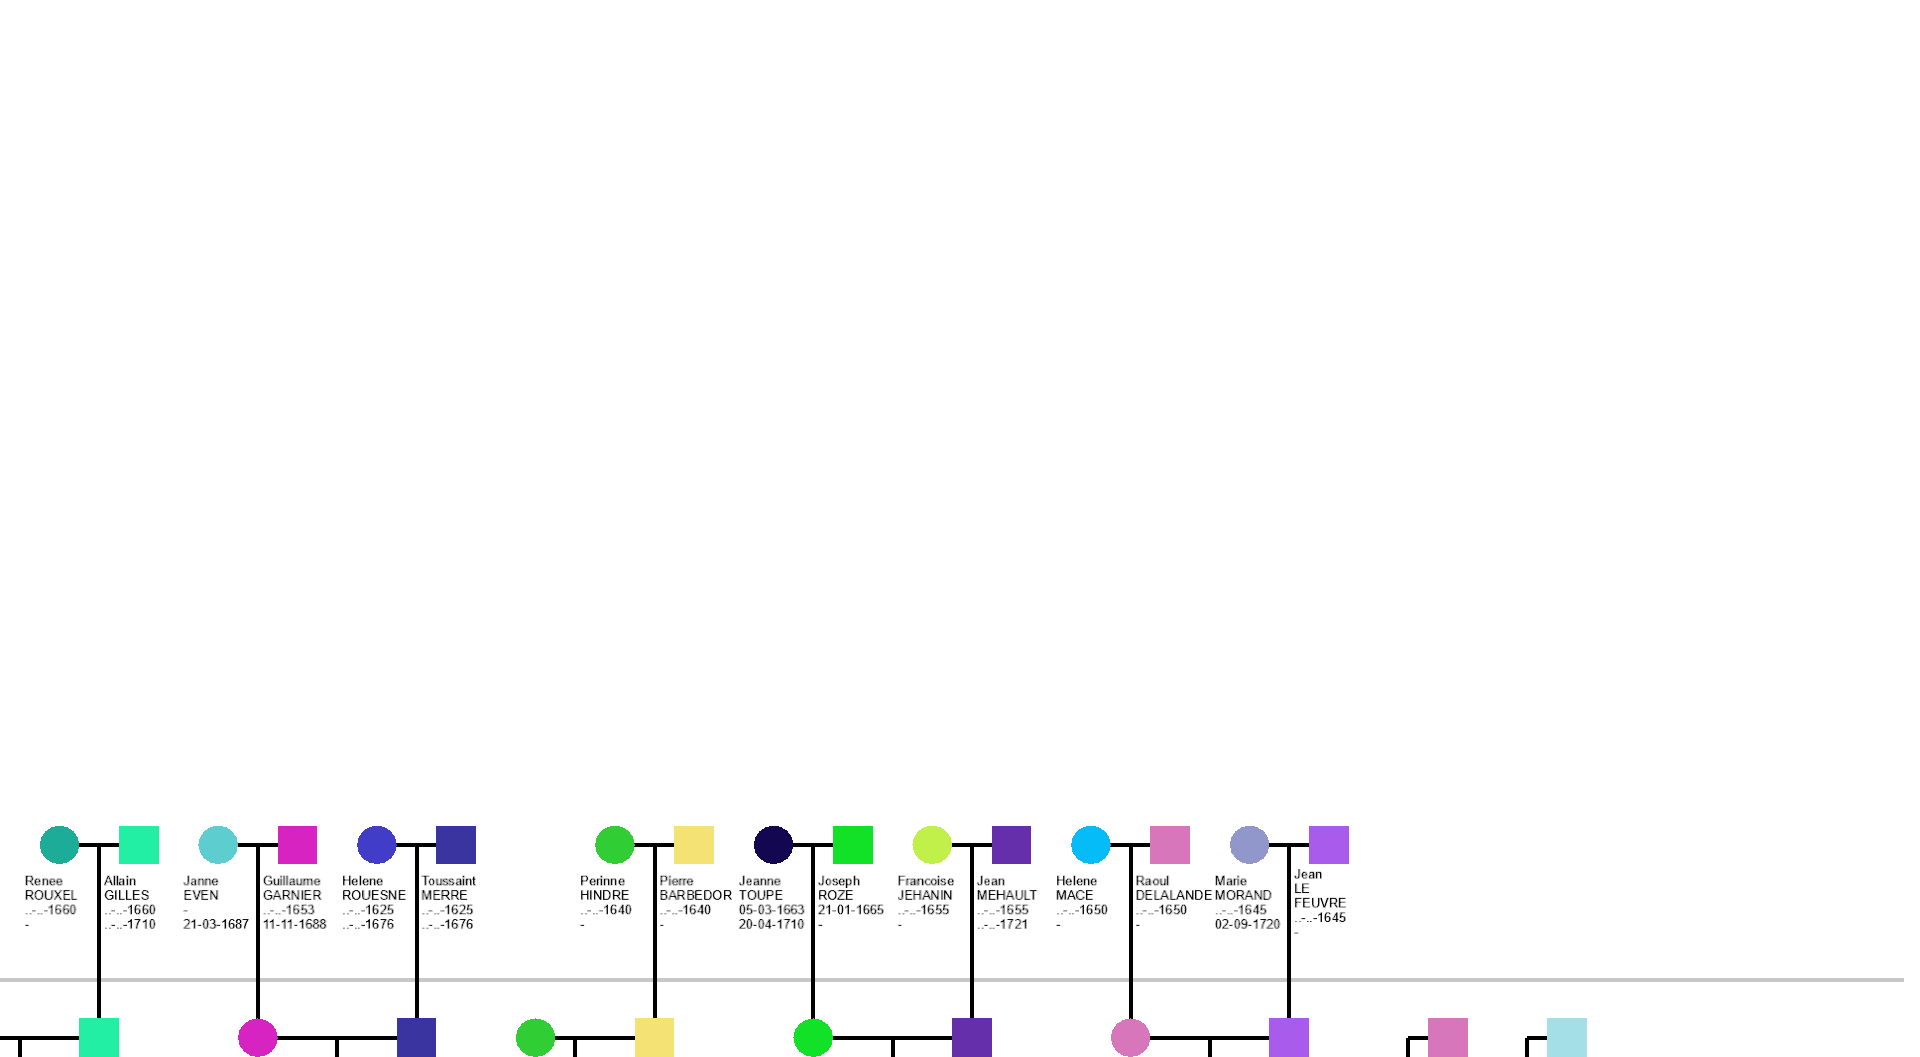 Renee
ROUXEL
..-..-1660
-
Allain
GILLES
..-..-1660
..-..-1710
Janne
EVEN
-
21-03-1687
Guillaume
GARNIER
..-..-1653
11-11-1688
Helene
ROUESNE
..-..-1625
..-..-1676
Toussaint
MERRE
..-..-1625
..-..-1676
Perinne
HINDRE
..-..-1640
-
Pierre
BARBEDOR
..-..-1640
-
Jeanne
TOUPE
05-03-1663
20-04-1710
Joseph
ROZE
21-01-1665
-
Francoise
JEHANIN
..-..-1655
-
Jean
MEHAULT
..-..-1655
..-..-1721
Helene
MACE
..-..-1650
-
Raoul
DELALANDE
..-..-1650
-
Marie
MORAND
..-..-1645
02-09-1720
Jean
LE
FEUVRE
..-..-1645
-